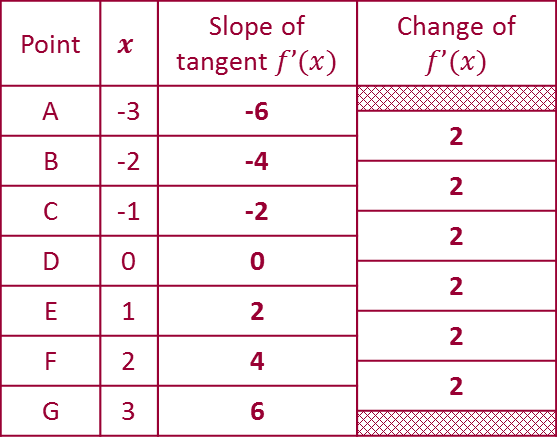 Point x Slope of tangent f'(x) Change of f'(x)
A -3 -6
2
B -2 -4
2
C -1 -2
2
D 0 0
2
E 1 2
2
F 2 4
2
G 3 6